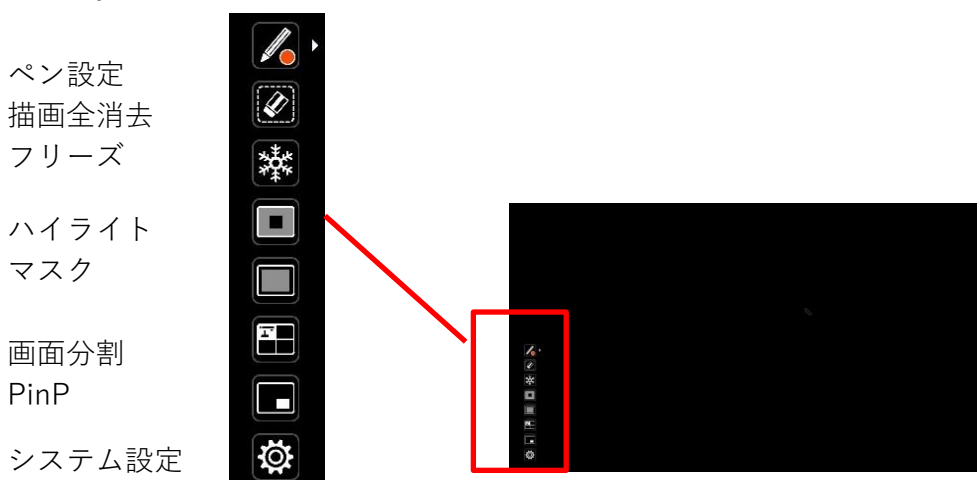 ペン設定
描画全消去
フリーズ
ハイライト
マスク
画面分割
PinP
システム設定